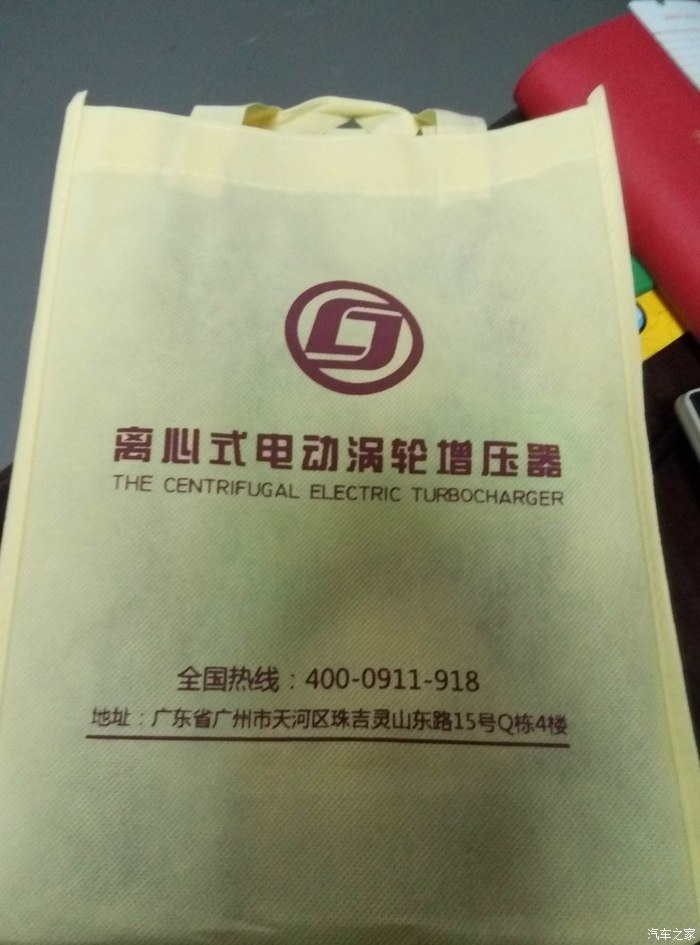 离心式电动涡轮增压器
THE CENTRIFUGAL ELECTRIC TURBOCHARGER
全国热线：400-0911-918
地址：广东省广州市天河区珠吉灵山东路15号Q栋4楼
汽车之家